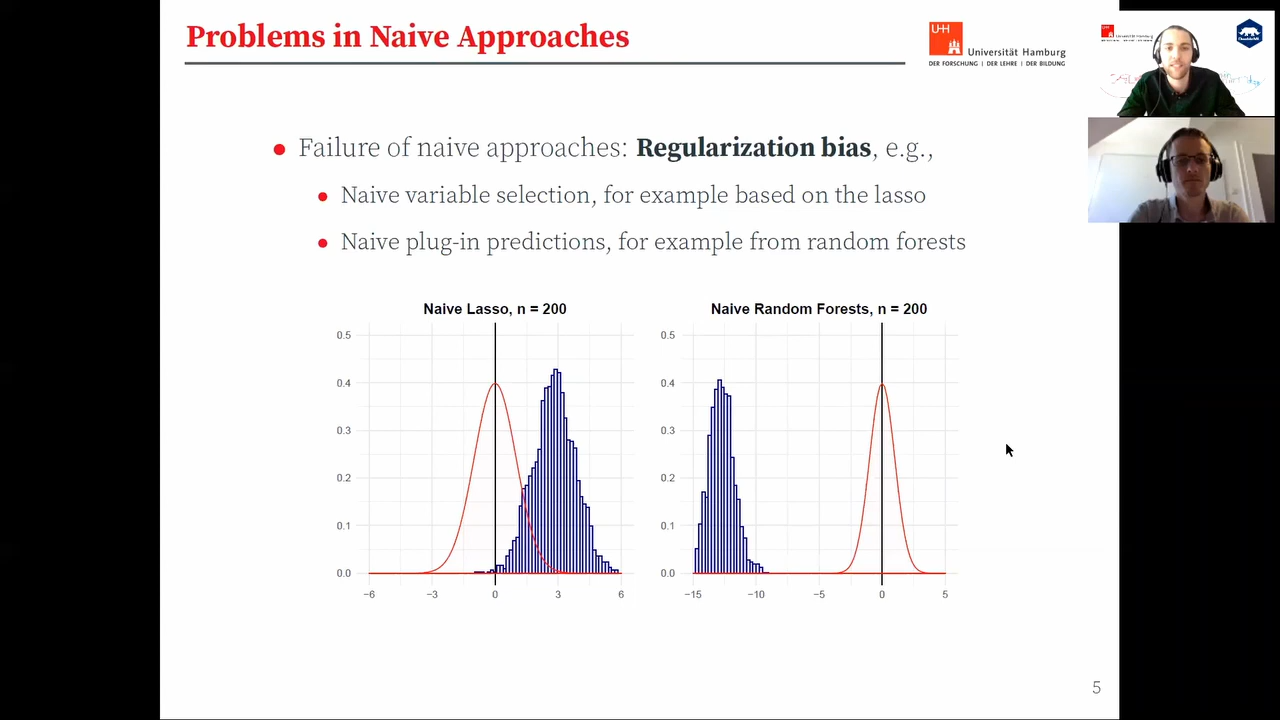 Problems in Naive Approaches
UHH
Universität Hamburg
DER FORSCHUNG | DER LEHRE | DER BILDUNG
Failure of naive approaches: Regularization bias, e.g.,
Naive variable selection, for example based on the lasso
Naive plug-in predictions, for example from random forests
Naive Lasso, n = 200
0.5
0.4
0.3
0.2
0.1
0.0
−6 −3 0 3 6
Naive Random Forests, n = 200
0.5
0.4
0.3
0.2
0.1
0.0
−15 −10 −5 0 5
5